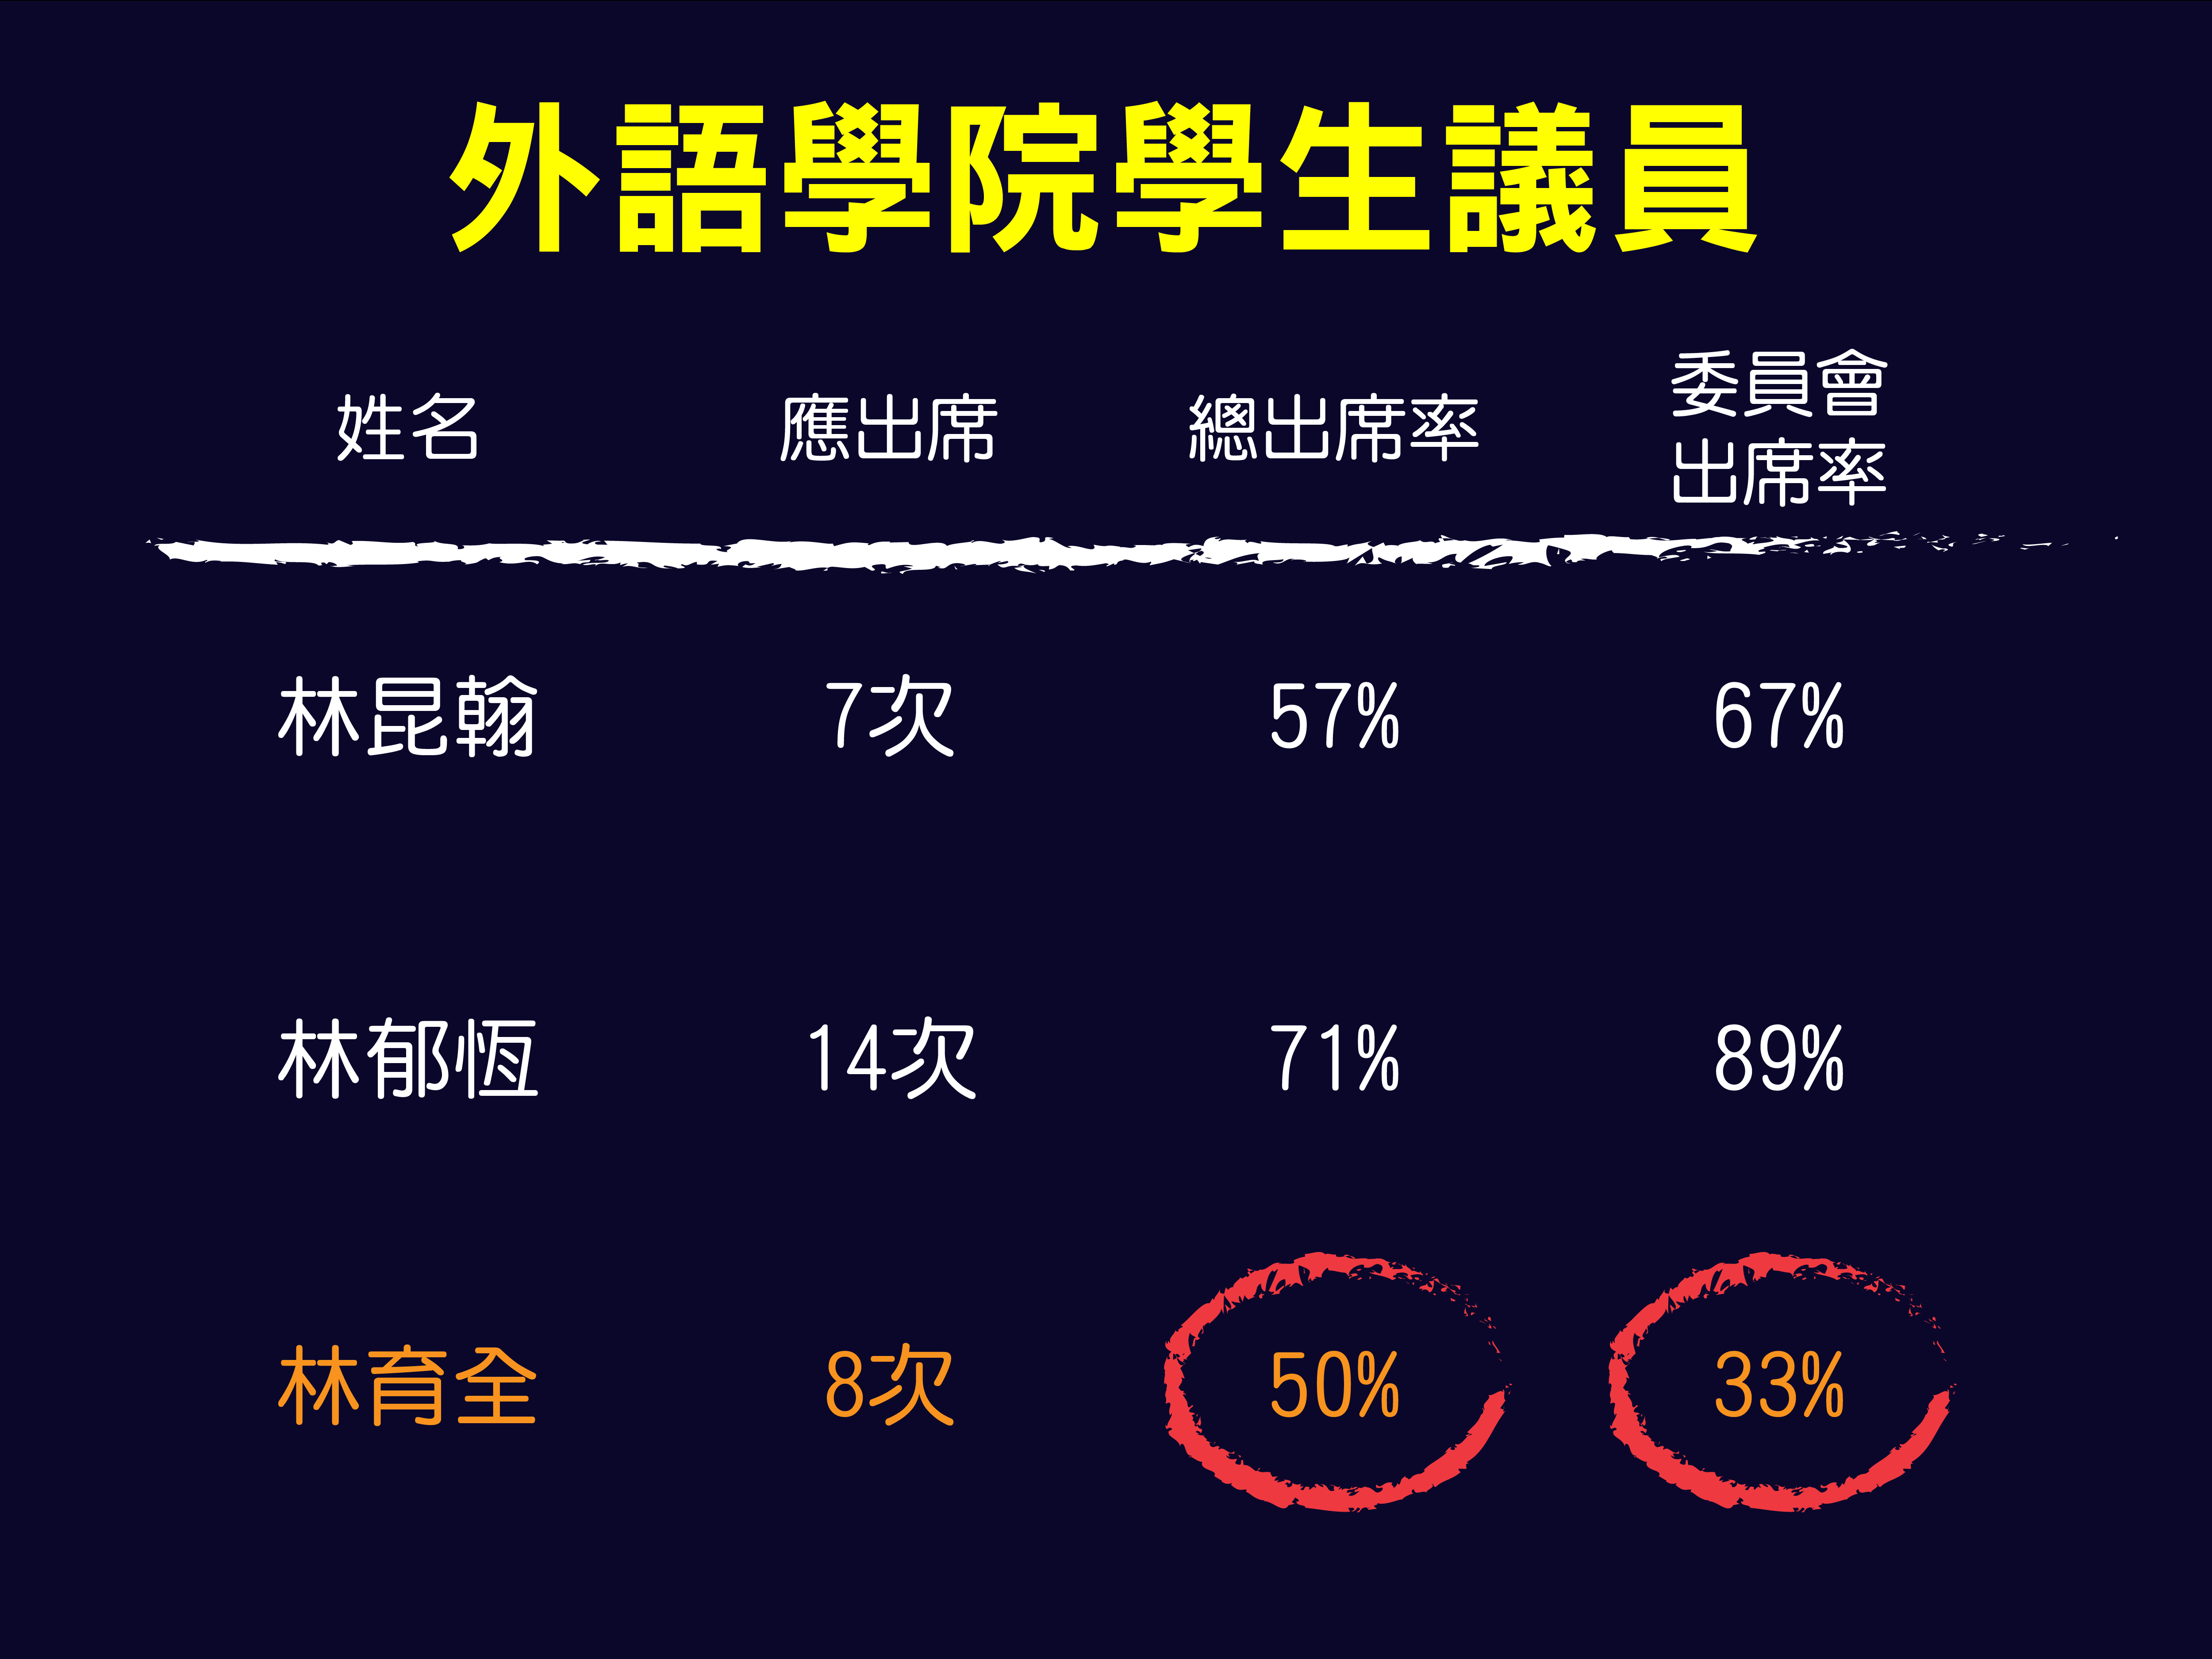 外語學院學生議員
姓名 應出席 總出席率 委員會出席率
林昆翰 7次 57% 67%
林郁恆 14次 71% 89%
林育全 8次 50% 33%